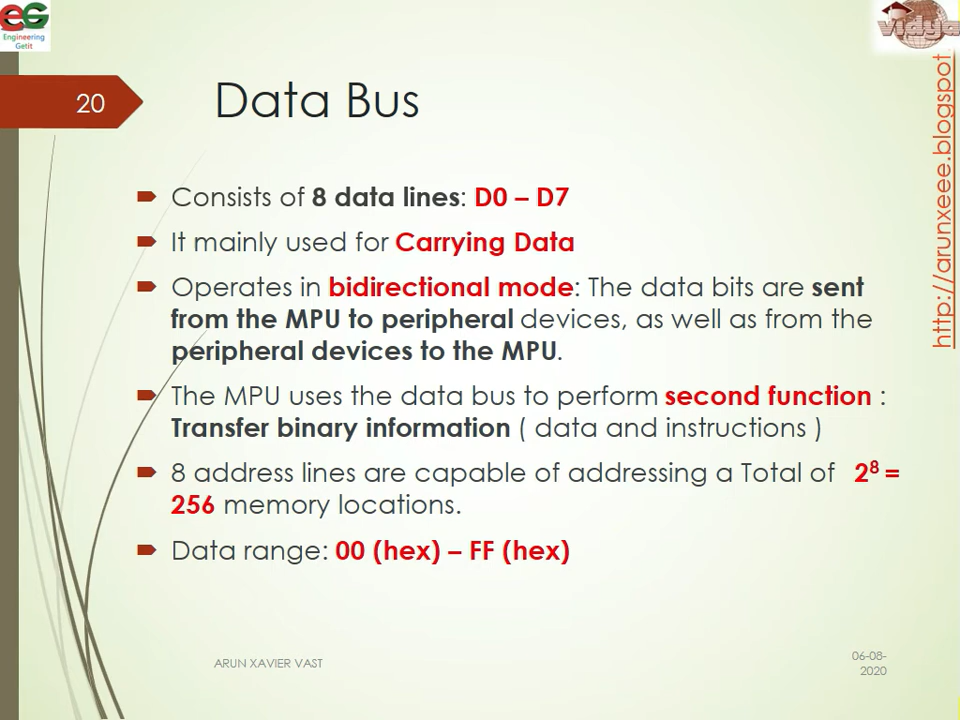 EG
Engineering
Getit
vidya
http://arunxeee.blogspot.
20
Data Bus
Consists of 8 data lines: D0 – D7
It mainly used for Carrying Data
Operates in bidirectional mode: The data bits are sent
from the MPU to peripheral devices, as well as from the
peripheral devices to the MPU.
The MPU uses the data bus to perform second function :
Transfer binary information ( data and instructions )
8 address lines are capable of addressing a Total of 2⁸ =
256 memory locations.
Data range: 00 (hex) – FF (hex)
ARUN XAVIER VAST
06-08-
2020